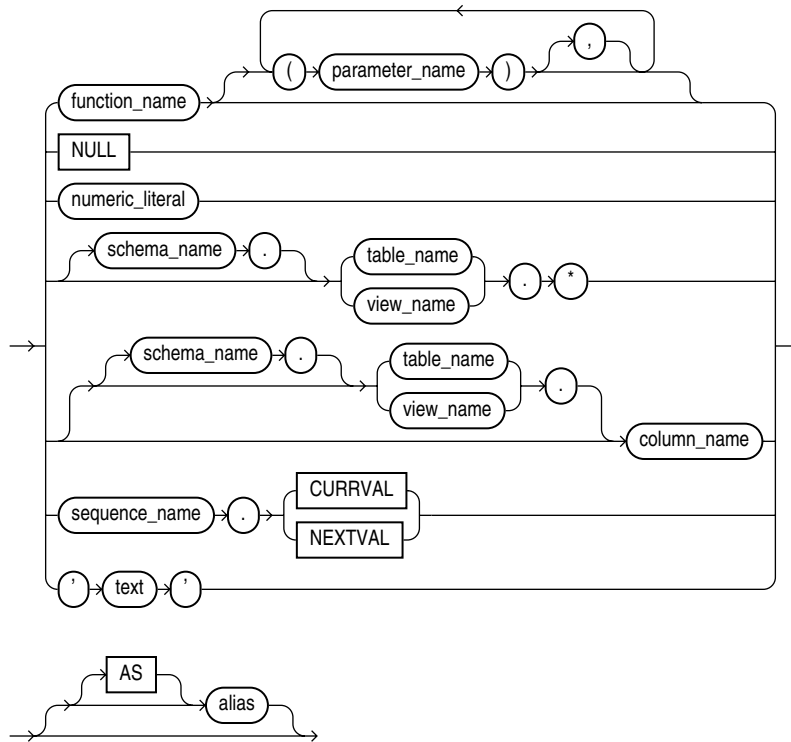 ( parameter_name ) ,
function_name
NULL
numeric_literal
schema_name . table_name
view_name . *
schema_name . table_name
view_name .
column_name
sequence_name . CURRVAL
NEXTVAL
' text '
AS
alias